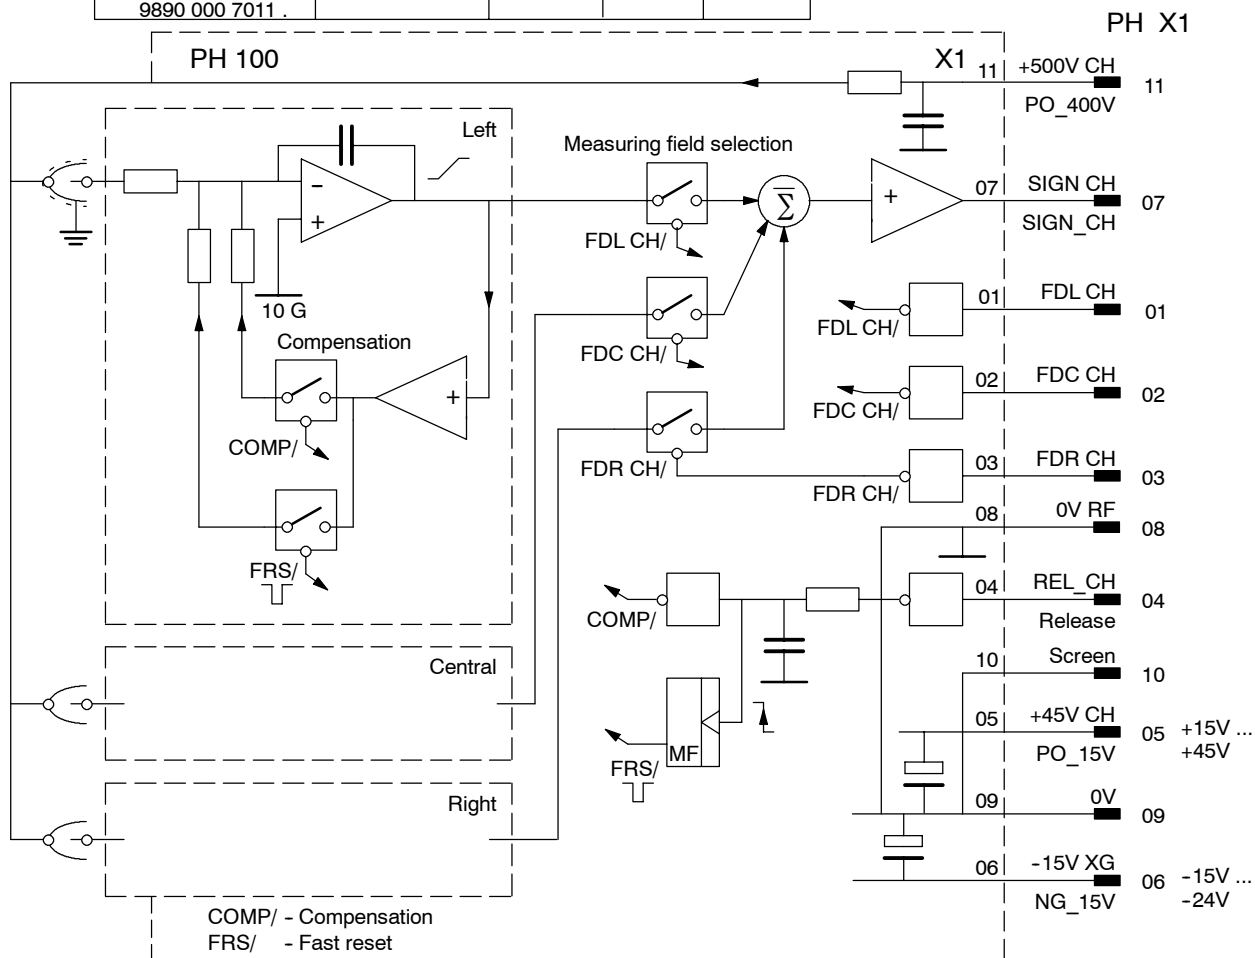 9890 000 7011 .
PH X1
PH 100
X1
11
+500V CH
PO_400V
11
Left
Measuring field selection
–
+
10 G
Σ
+
07
SIGN CH
SIGN_CH
07
FDL CH/
FDL CH/
01
FDL CH
01
FDC CH/
FDC CH/
02
FDC CH
02
Compensation
+
COMP/
FDR CH/
FDR CH/
03
FDR CH
03
08
0V RF
08
FRS/
COMP/
04
REL_CH
Release
04
10
Screen
10
Central
MF
FRS/
05
+45V CH
PO_15V
05
+15V ...
+45V
Right
09
0V
09
06
-15V XG
NG_15V
06
-15V ...
-24V
COMP/ - Compensation
FRS/ - Fast reset